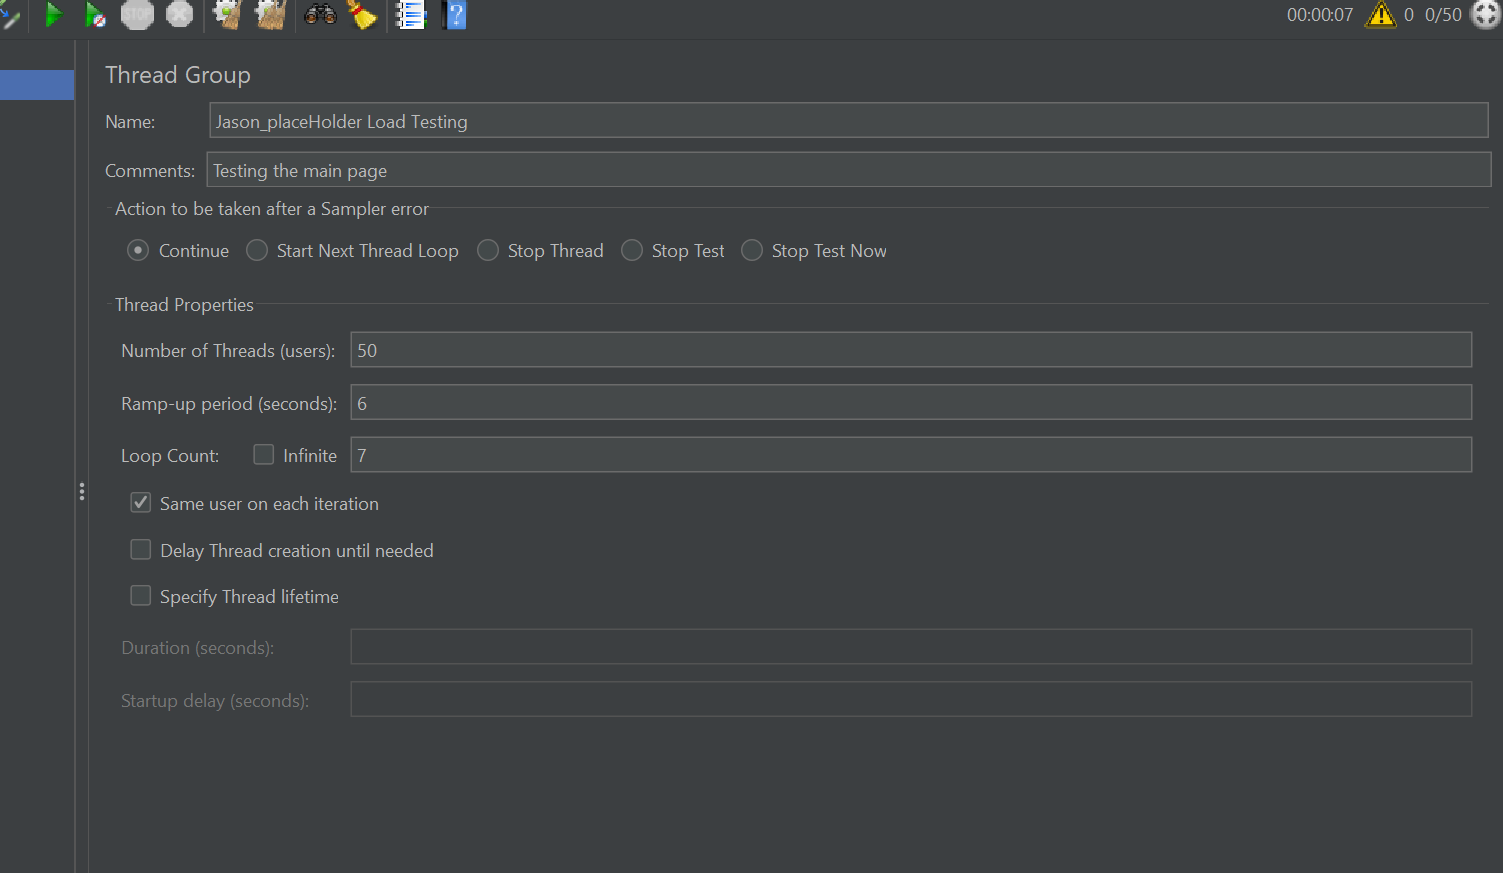 STOP 00:00:07 0 0/50
Thread Group
Name: Jason_placeHolder Load Testing
Comments: Testing the main page
Action to be taken after a Sampler error
Continue Start Next Thread Loop Stop Thread Stop Test Stop Test Now
Thread Properties
Number of Threads (users): 50
Ramp-up period (seconds): 6
Loop Count: Infinite 7
Same user on each iteration
Delay Thread creation until needed
Specify Thread lifetime
Duration (seconds):
Startup delay (seconds):